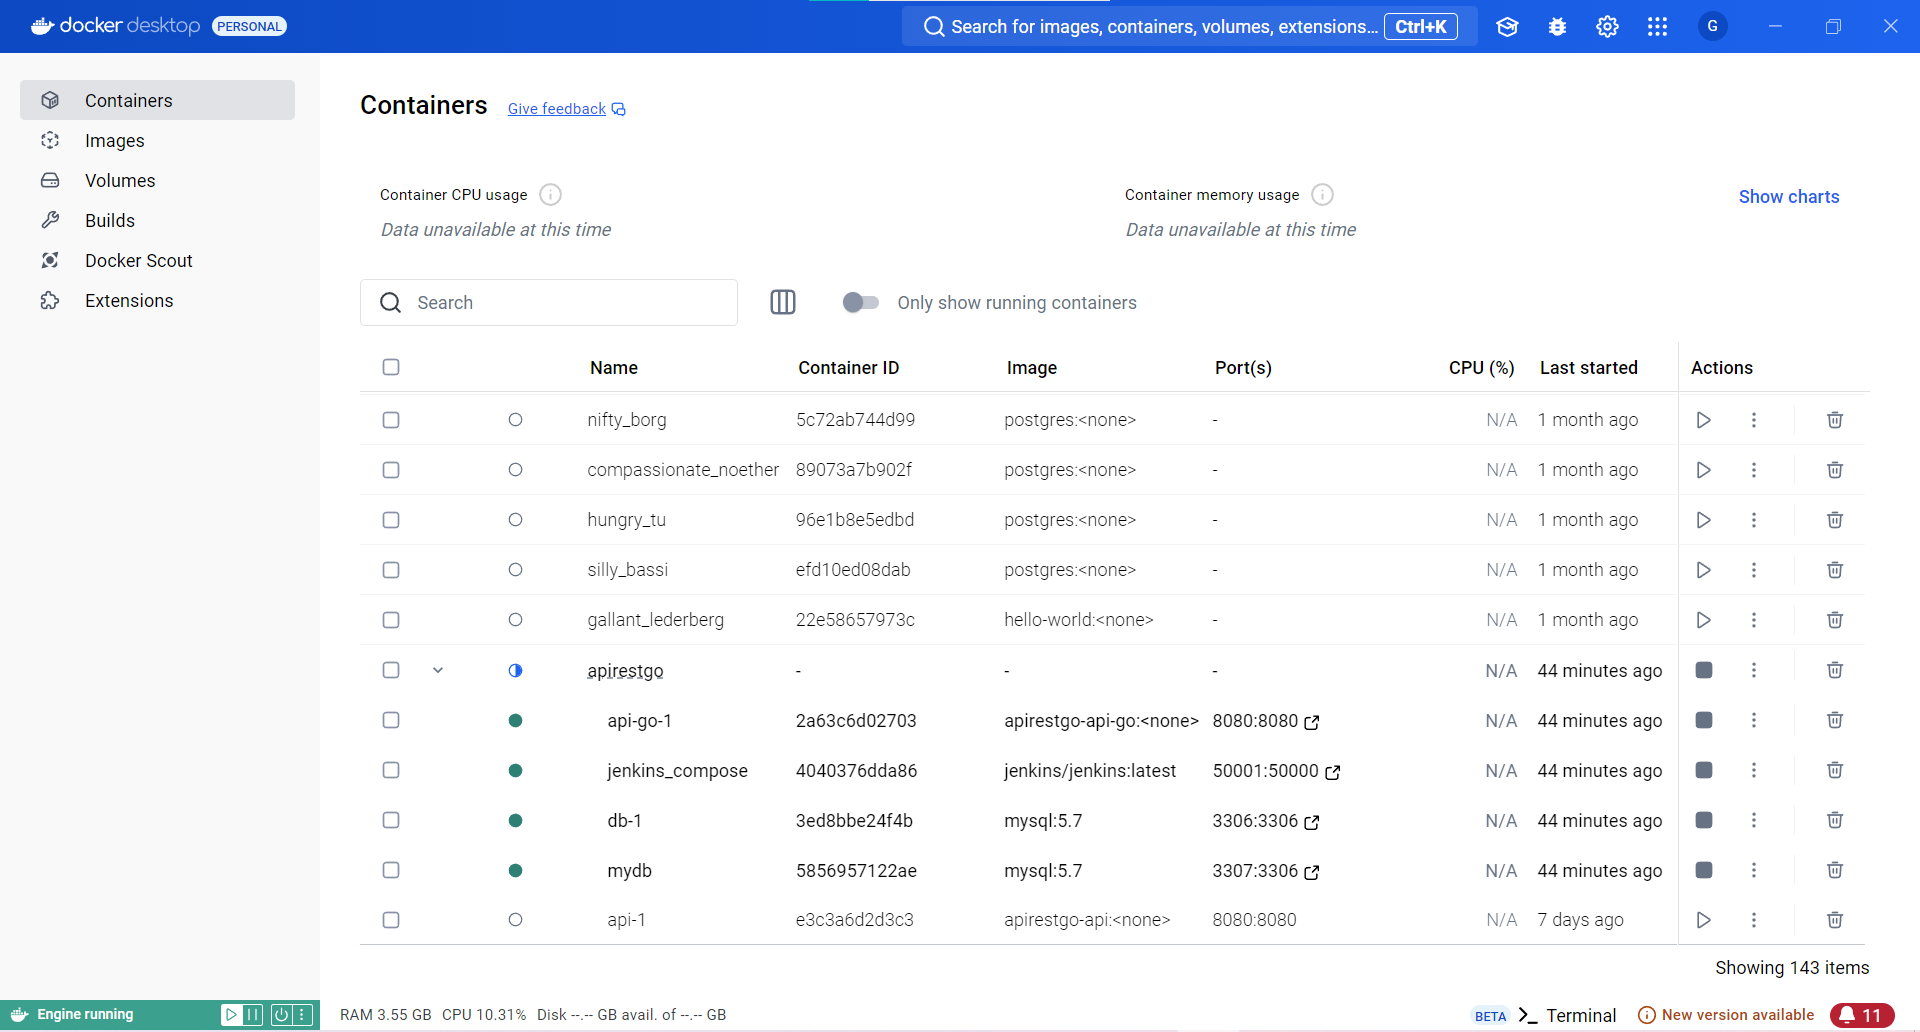 docker desktop PERSONAL Search for images, containers, volumes, extensions... Ctrl+K G
Containers
Images
Volumes
Builds
Docker Scout
Extensions
Containers Give feedback
Container CPU usage Container memory usage Show charts
Data unavailable at this time Data unavailable at this time
Search Only show running containers
Name Container ID Image Port(s) CPU (%) Last started Actions
nifty_borg 5c72ab744d99 postgres:<none> - N/A 1 month ago
compassionate_noether 89073a7b902f postgres:<none> - N/A 1 month ago
hungry_tu 96e1b8e5edbd postgres:<none> - N/A 1 month ago
silly_bassi efd10ed08dab postgres:<none> - N/A 1 month ago
gallant_lederberg 22e58657973c hello-world:<none> - N/A 1 month ago
apirestgo - - - N/A 44 minutes ago
api-go-1 2a63c6d02703 apirestgo-api-go:<none> 8080:8080 N/A 44 minutes ago
jenkins_compose 4040376dda86 jenkins/jenkins:latest 50001:50000 N/A 44 minutes ago
db-1 3ed8bbe24f4b mysql:5.7 3306:3306 N/A 44 minutes ago
mydb 5856957122ae mysql:5.7 3307:3306 N/A 44 minutes ago
api-1 e3c3a6d2d3c3 apirestgo-api:<none> 8080:8080 N/A 7 days ago
Showing 143 items
Engine running RAM 3.55 GB CPU 10.31% Disk --.-- GB avail. of --.-- GB BETA Terminal New version available 11